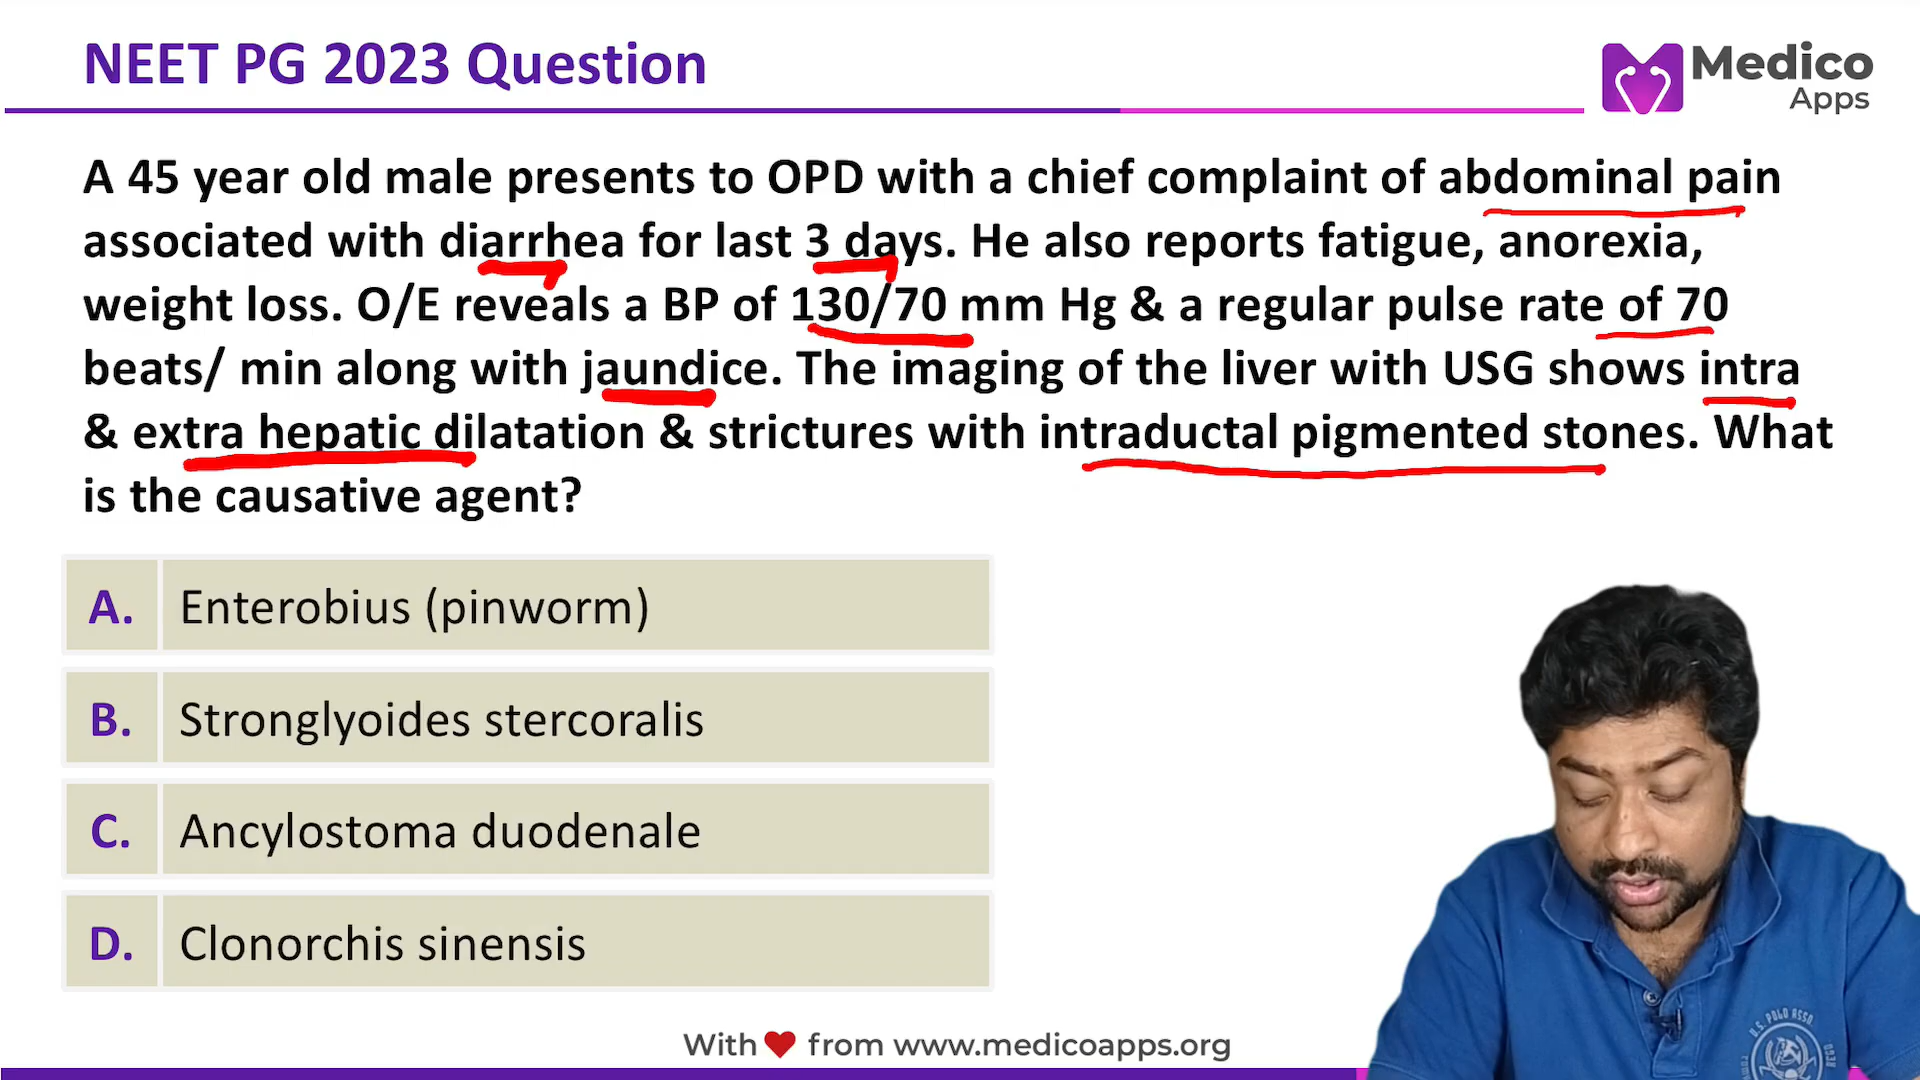 NEET PG 2023 Question
Medico
Apps
A 45 year old male presents to OPD with a chief complaint of abdominal pain
associated with diarrhea for last 3 days. He also reports fatigue, anorexia,
weight loss. O/E reveals a BP of 130/70 mm Hg & a regular pulse rate of 70
beats/ min along with jaundice. The imaging of the liver with USG shows intra
& extra hepatic dilatation & strictures with intraductal pigmented stones. What
is the causative agent?
A. Enterobius (pinworm)
B. Stronglyoides stercoralis
C. Ancylostoma duodenale
D. Clonorchis sinensis
With ❤ from www.medicoapps.org
U.S. POLO ASSN.